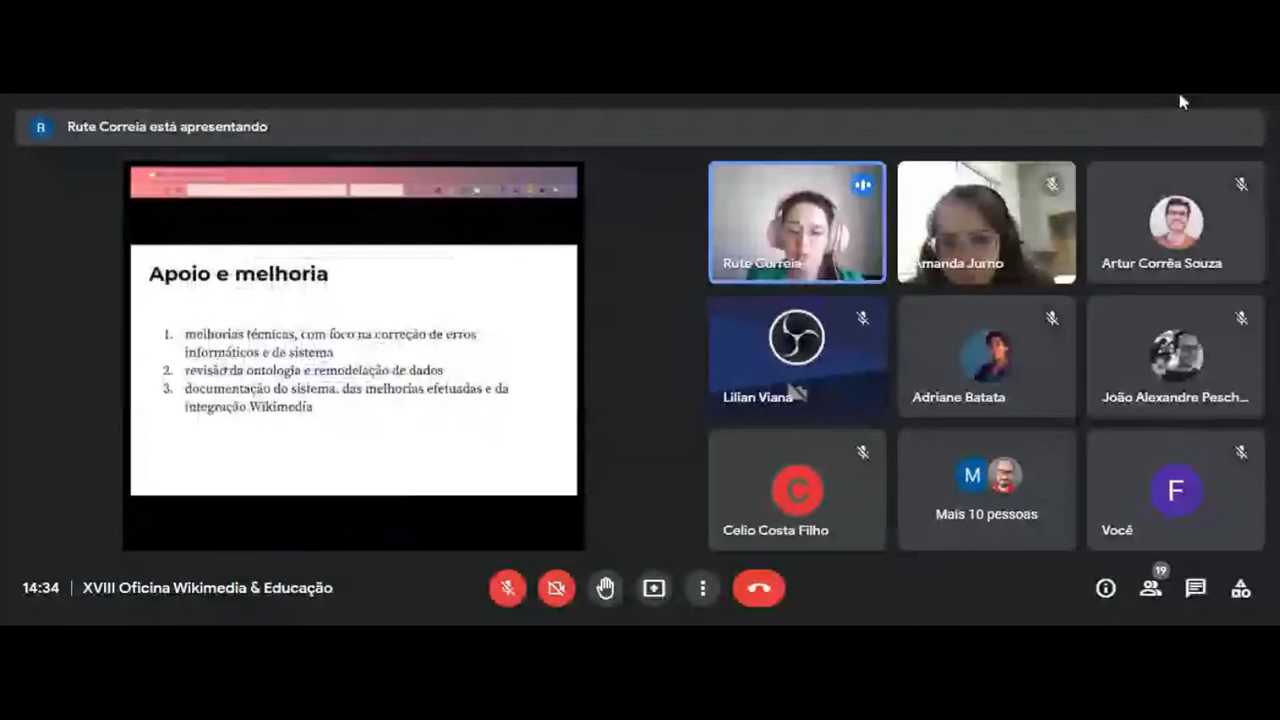 R
Rute Correia está apresentando
Apoio e melhoria
1. melhorias técnicas, com foco na correção de erros
informáticos e de sistema
2. revisão da ontologia e remodelação de dados
3. documentação do sistema, das melhorias efetuadas e da
integração Wikimedia
Rute Correia
Amanda Jurno
Artur Corrêa Souza
Lilian Viana
Adriane Batata
João Alexandre Pesch...
C
Celio Costa Filho
M
Mais 10 pessoas
F
Você
14:34 | XVIII Oficina Wikimedia & Educação
19